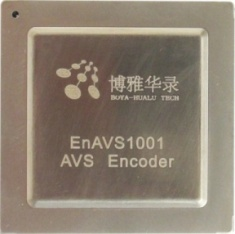 博雅华录
BOYA-HUALU TECH
EnAVS1001
AVS Encoder